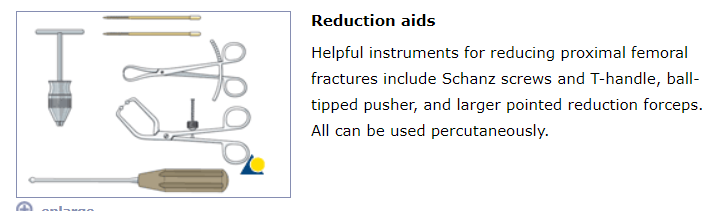 Reduction aids
Helpful instruments for reducing proximal femoral
fractures include Schanz screws and T-handle, ball-
tipped pusher, and larger pointed reduction forceps.
All can be used percutaneously.
enlarge